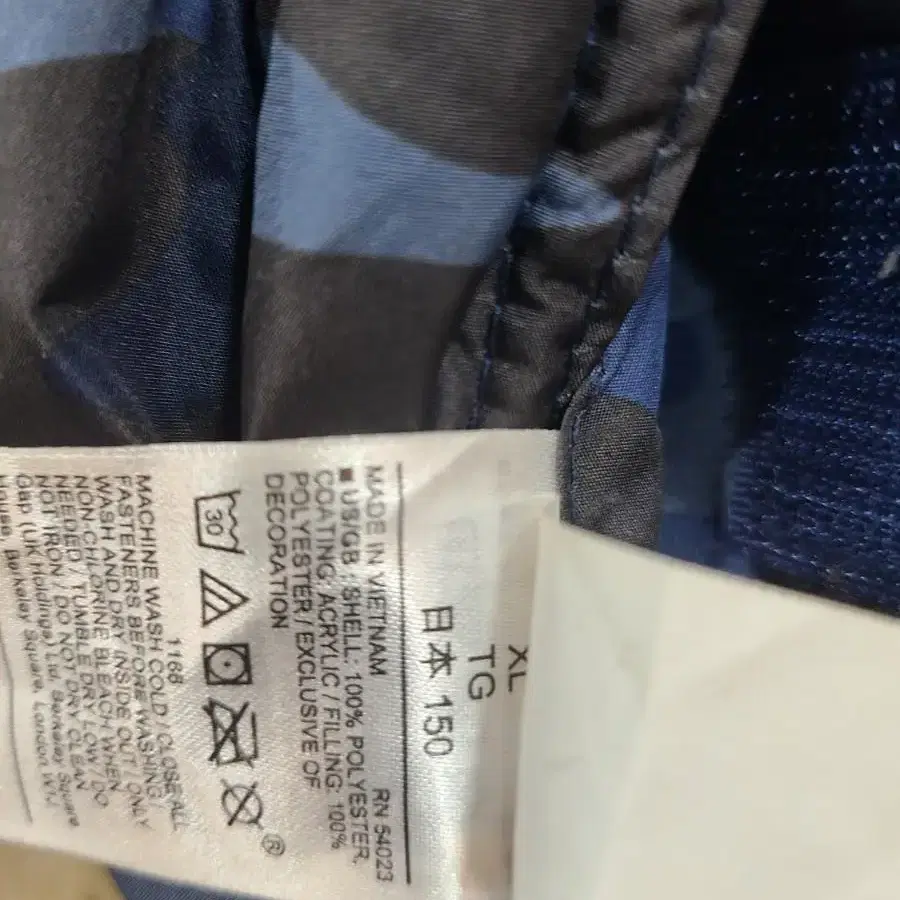 XL
TG
日本 150
MADE IN VIETNAM RN 54023
■ US/GB : SHELL: 100% POLYESTER,
COATING: ACRYLIC / FILLING: 100%
POLYESTER / EXCLUSIVE OF
DECORATION
30
®
1168
MACHINE WASH COLD / CLOSE ALL
FASTENERS BEFORE WASHING /
WASH AND DRY INSIDE OUT / ONLY
NON-CHLORINE BLEACH WHEN
NEEDED / TUMBLE DRY LOW / DO
NOT IRON / DO NOT DRY CLEAN
Gap (UK Holdings) Ltd, Berkeley Square
House, Berkeley Square, London W1J